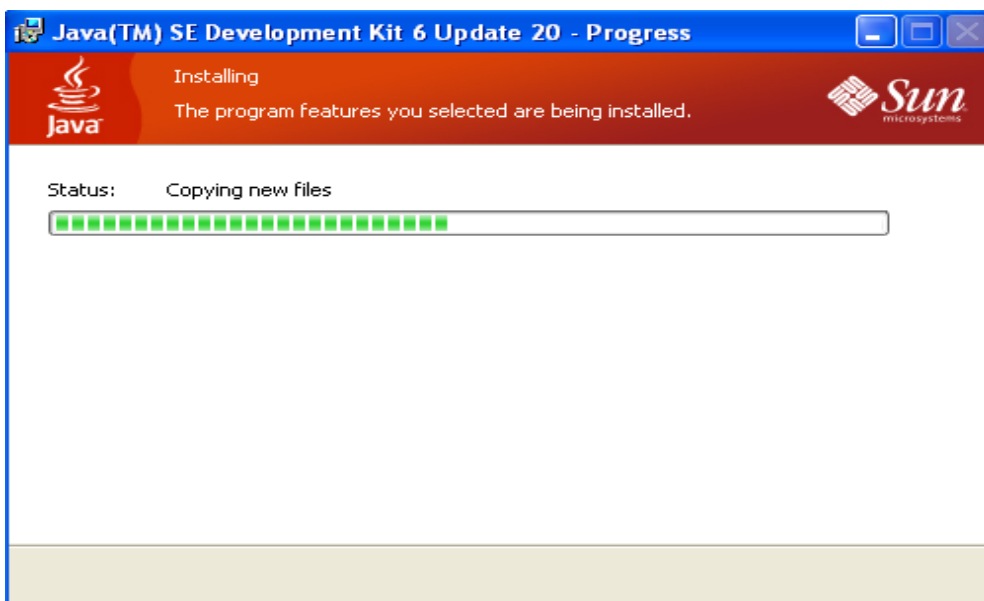 Java(TM) SE Development Kit 6 Update 20 - Progress
Installing
The program features you selected are being installed.
Java
Sun
microsystems
Status: Copying new files